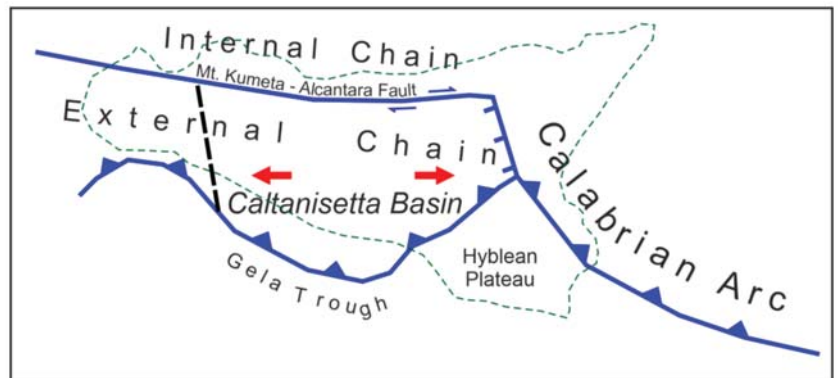 Internal Chain
Mt. Kumeta - Alcantara Fault
External Chain
Calabrian Arc
Caltanisetta Basin
Hyblean
Plateau
Gela Trough